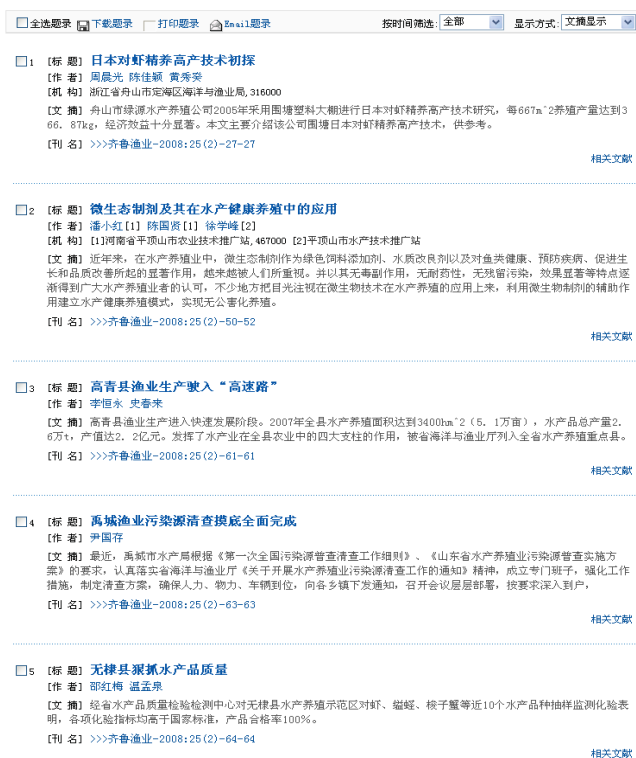 全选题录 下载题录 打印题录 Email题录 按时间筛选: 全部 显示方式: 文摘显示
1 [标 题] 日本对虾精养高产技术初探
[作 者] 周晨光 陈佳颖 黄秀癸
[机 构] 浙江省舟山市定海区海洋与渔业局,316000
[文 摘] 舟山市绿源水产养殖公司2005年采用围塘塑料大棚进行日本对虾精养高产技术研究，每667m^2养殖产量达到3
66．87kg，经济效益十分显著。本文主要介绍该公司围塘日本对虾精养高产技术，供参考。
[刊 名] >>>齐鲁渔业-2008:25(2)-27-27
相关文献
2 [标 题] 微生态制剂及其在水产健康养殖中的应用
[作 者] 潘小红[1] 陈国贤[1] 徐学峰[2]
[机 构] [1]河南省平顶山市农业技术推广站,467000 [2]平顶山市水产技术推广站
[文 摘] 近年来，在水产养殖业中，微生态制剂作为绿色饲料添加剂、水质改良剂以及对鱼类健康、预防疾病、促进生
长和品质改善所起的显著作用，越来越被人们所重视。并以其无毒副作用，无耐药性，无残留污染，效果显著等特点逐
渐得到广大水产养殖业者的认可，不少地方把目光注视在微生物技术在水产养殖的应用上来，利用微生物制剂的辅助作
用建立水产健康养殖模式，实现无公害化养殖。
[刊 名] >>>齐鲁渔业-2008:25(2)-50-52
相关文献
3 [标 题] 高青县渔业生产驶入“高速路”
[作 者] 李恒永 史春来
[文 摘] 高青县渔业生产进入快速发展阶段。2007年全县水产养殖面积达到3400hm^2（5．1万亩），水产品总产量2．
6万t，产值达2．2亿元。发挥了水产业在全县农业中的四大支柱的作用，被省海洋与渔业厅列入全省水产养殖重点县。
[刊 名] >>>齐鲁渔业-2008:25(2)-61-61
相关文献
4 [标 题] 禹城渔业污染源清查摸底全面完成
[作 者] 尹国存
[文 摘] 最近，禹城市水产局根据《第一次全国污染源普查清查工作细则》、《山东省水产养殖业污染源普查实施方
案》的要求，认真落实省海洋与渔业厅《关于开展水产养殖业污染源清查工作的通知》精神，成立专门班子，强化工作
措施，制定清查方案，确保人力、物力、车辆到位，向各乡镇下发通知，召开会议层层部署，按要求深入到户，
[刊 名] >>>齐鲁渔业-2008:25(2)-63-63
相关文献
5 [标 题] 无棣县狠抓水产品质量
[作 者] 邵红梅 温孟泉
[文 摘] 经省水产品质量检验检测中心对无棣县水产养殖示范区对虾、鲻鲅、梭子蟹等近10个水产品种抽样监测化验表
明，各项化验指标均高于国家标准，产品合格率100%。
[刊 名] >>>齐鲁渔业-2008:25(2)-64-64
相关文献